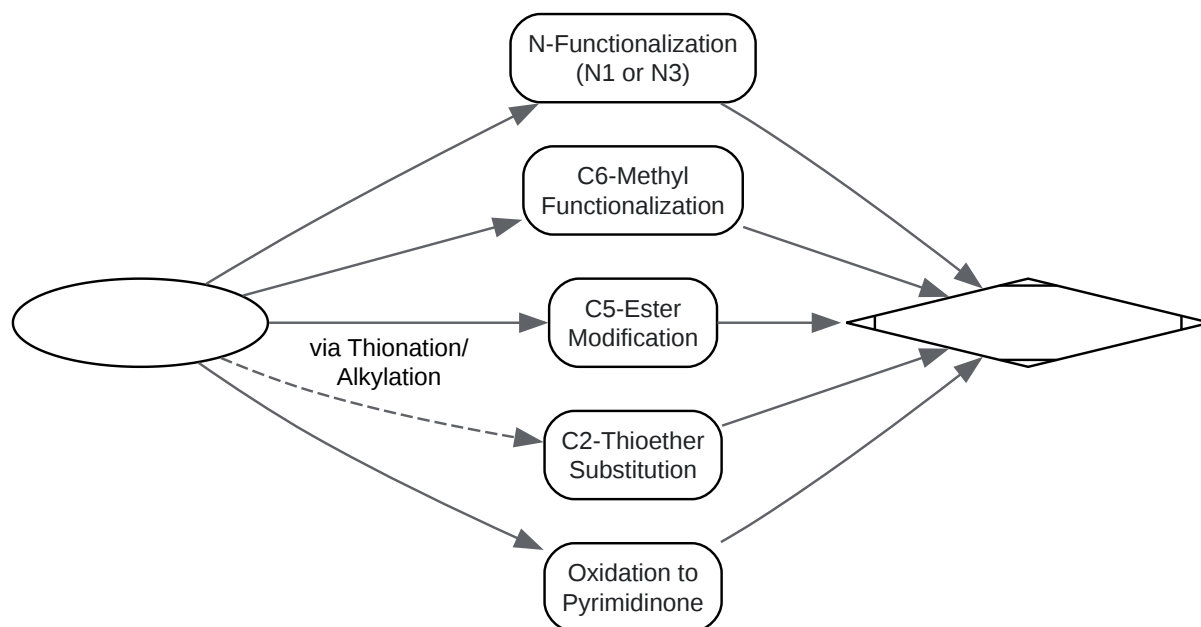 N-Functionalization
(N1 or N3)
C6-Methyl
Functionalization
C5-Ester
Modification
via Thionation/
Alkylation
C2-Thioether
Substitution
Oxidation to
Pyrimidinone